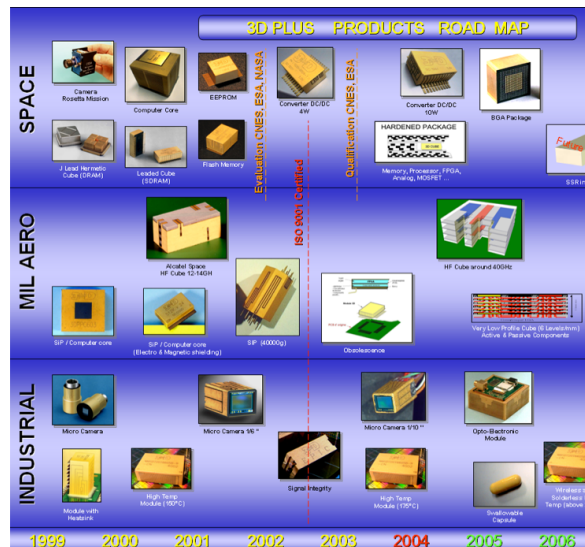 3D PLUS PRODUCTS ROAD MAP
SPACE
Camera
Rosetta Mission
Computer Core
EEPROM
Converter DC/DC
4W
Converter DC/DC
10W
BGA Package
J Lead Hermetic
Cube (DRAM)
Leaded Cube
(SDRAM)
Flash Memory
Evaluation CNES, ESA, NASA
ISO 9001 Certified
Qualification CNES, ESA
HARDENED PACKAGE
Memory, Processor, FPGA,
Analog, MOSFET ...
SSR in
MIL AERO
Alcatel Space
HF Cube 12-14GH
HF Cube around 40GHz
SiP / Computer core
SiP / Computer core
(Electro & Magnetic shielding)
SIP (40000g)
Obsolescence
Very Low Profile Cube (6 Levels/mm)
Active & Passive Components
INDUSTRIAL
Micro Camera
Micro Camera 1/6 "
Micro Camera 1/10 "
Opto-Electronic
Module
Module with
Heatsink
High Temp
Module (150°C)
Signal Integrity
High Temp
Module (175°C)
Swallowable
Capsule
Wireless
Solderless
Temp (above
1999 2000 2001 2002 2003 2004 2005 2006